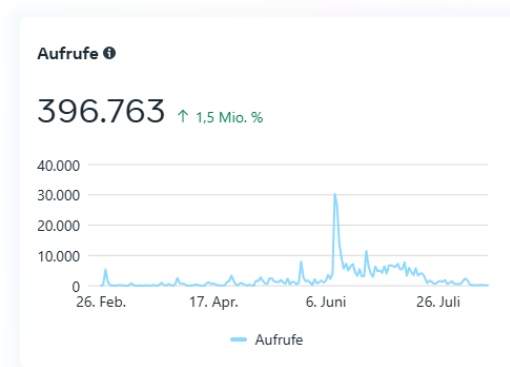 Aufrufe
396.763 ↑ 1,5 Mio. %
40.000
30.000
20.000
10.000
0
26. Feb. 17. Apr. 6. Juni 26. Juli
Aufrufe